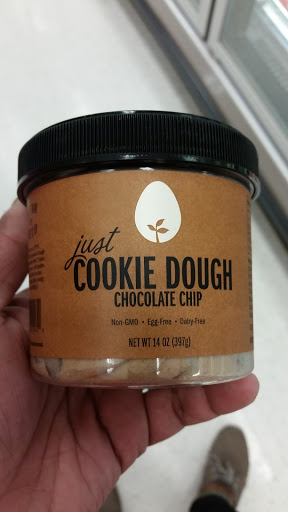 just
COOKIE DOUGH
CHOCOLATE CHIP
Non-GMO • Egg-Free • Dairy-Free
NET WT 14 OZ (397g)